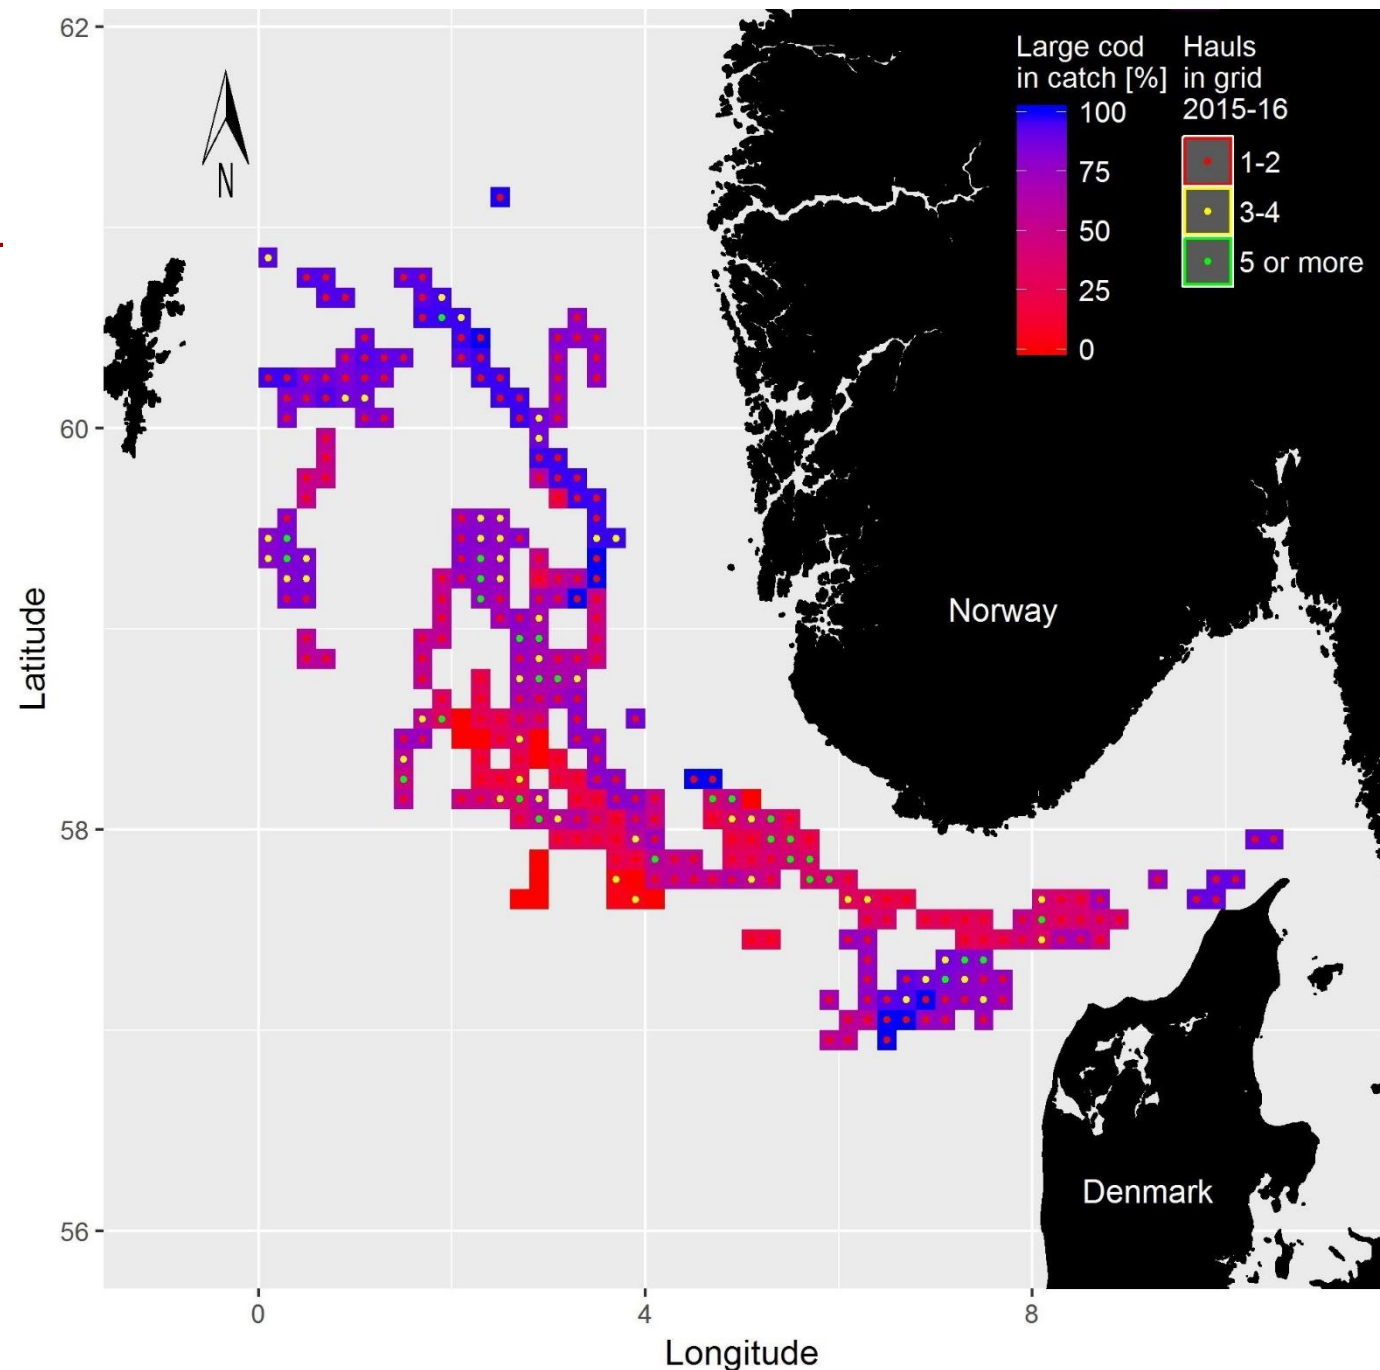 62
60
58
56
Latitude
0
4
8
Longitude
N
Large cod
in catch [%]
100
75
50
25
0
Hauls
in grid
2015-16
1-2
3-4
5 or more
Norway
Denmark